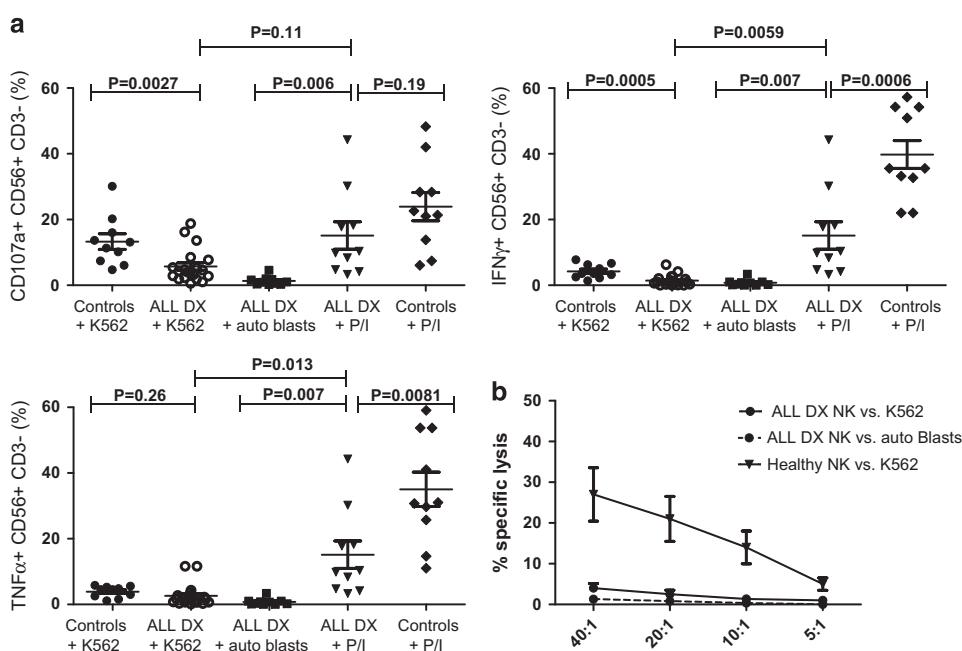 a
P=0.11
P=0.0027
P=0.006
P=0.19
CD107a+ CD56+ CD3- (%)
60
40
20
0
Controls + K562
ALL DX + K562
ALL DX + auto blasts
ALL DX + P/I
Controls + P/I
P=0.0059
P=0.0005
P=0.007
P=0.0006
IFNγ+ CD56+ CD3- (%)
60
40
20
0
Controls + K562
ALL DX + K562
ALL DX + auto blasts
ALL DX + P/I
Controls + P/I
P=0.013
P=0.26
P=0.007
P=0.0081
TNFα+ CD56+ CD3- (%)
60
40
20
0
Controls + K562
ALL DX + K562
ALL DX + auto blasts
ALL DX + P/I
Controls + P/I
b
% specific lysis
50
40
30
20
10
0
ALL DX NK vs. K562
ALL DX NK vs. auto Blasts
Healthy NK vs. K562
40:1
20:1
10:1
5:1